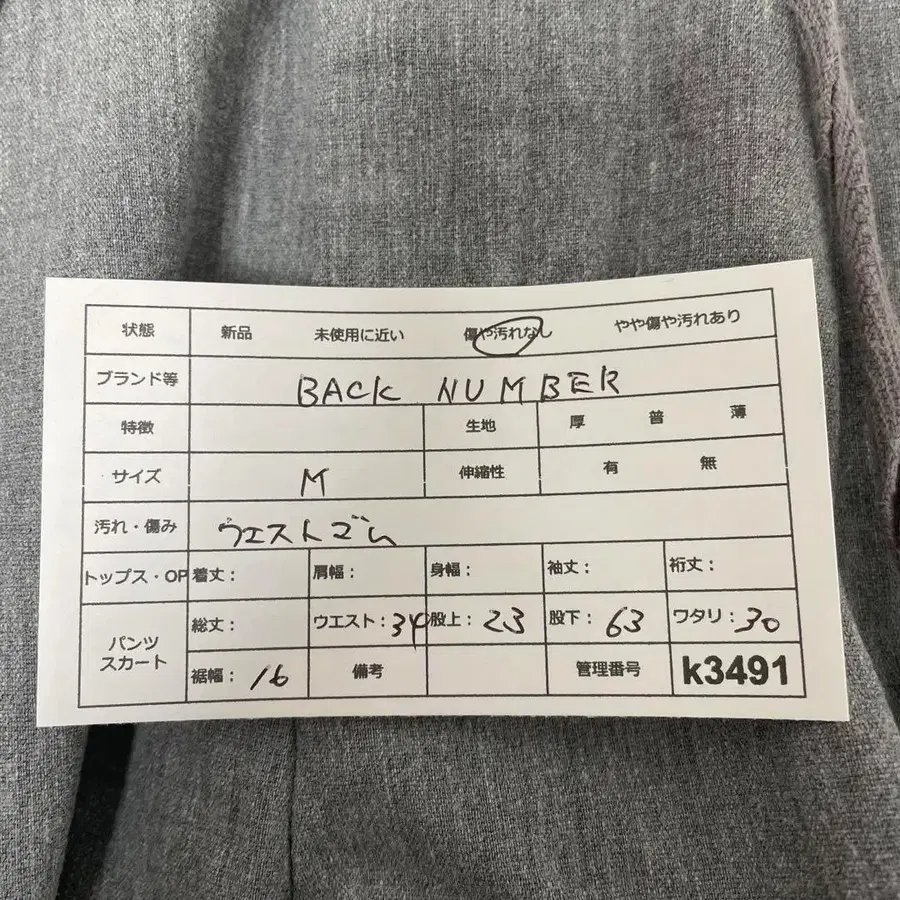 状態 新品 未使用に近い 傷や汚れなし やや傷や汚れあり
ブランド等 BACK NUMBER
特徴 生地 厚 普 薄
サイズ M 伸縮性 有 無
汚れ・傷み ウエストゴム
トップス・OP 着丈: 肩幅: 身幅: 袖丈: 裄丈:
パンツ スカート 総丈: ウエスト:34 股上:23 股下:63 ワタリ:30
裾幅:16 備考 管理番号 k3491